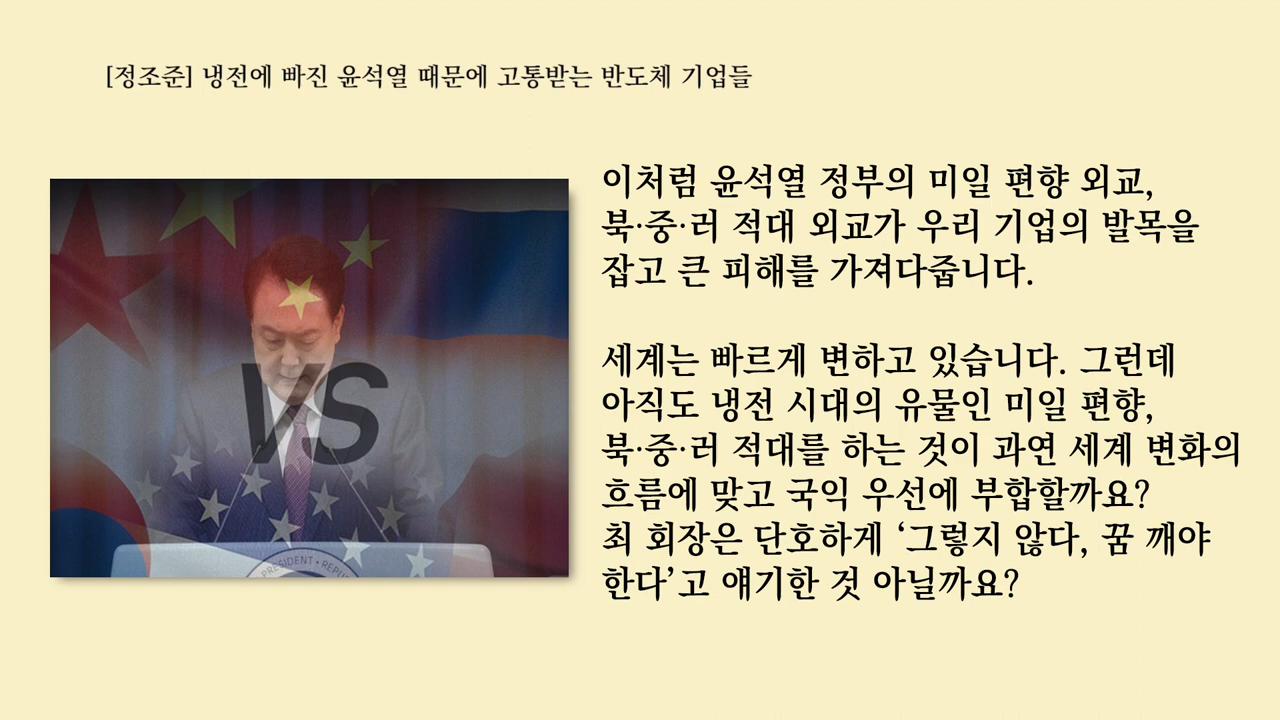 [정조준] 냉전에 빠진 윤석열 때문에 고통받는 반도체 기업들
이처럼 윤석열 정부의 미일 편향 외교,
북·중·러 적대 외교가 우리 기업의 발목을
잡고 큰 피해를 가져다줍니다.
세계는 빠르게 변하고 있습니다. 그런데
아직도 냉전 시대의 유물인 미일 편향,
북·중·러 적대를 하는 것이 과연 세계 변화의
흐름에 맞고 국익 우선에 부합할까요?
최 회장은 단호하게 ‘그렇지 않다, 꿈 깨야
한다’고 얘기한 것 아닐까요?
VS
PRESIDENT • REPU